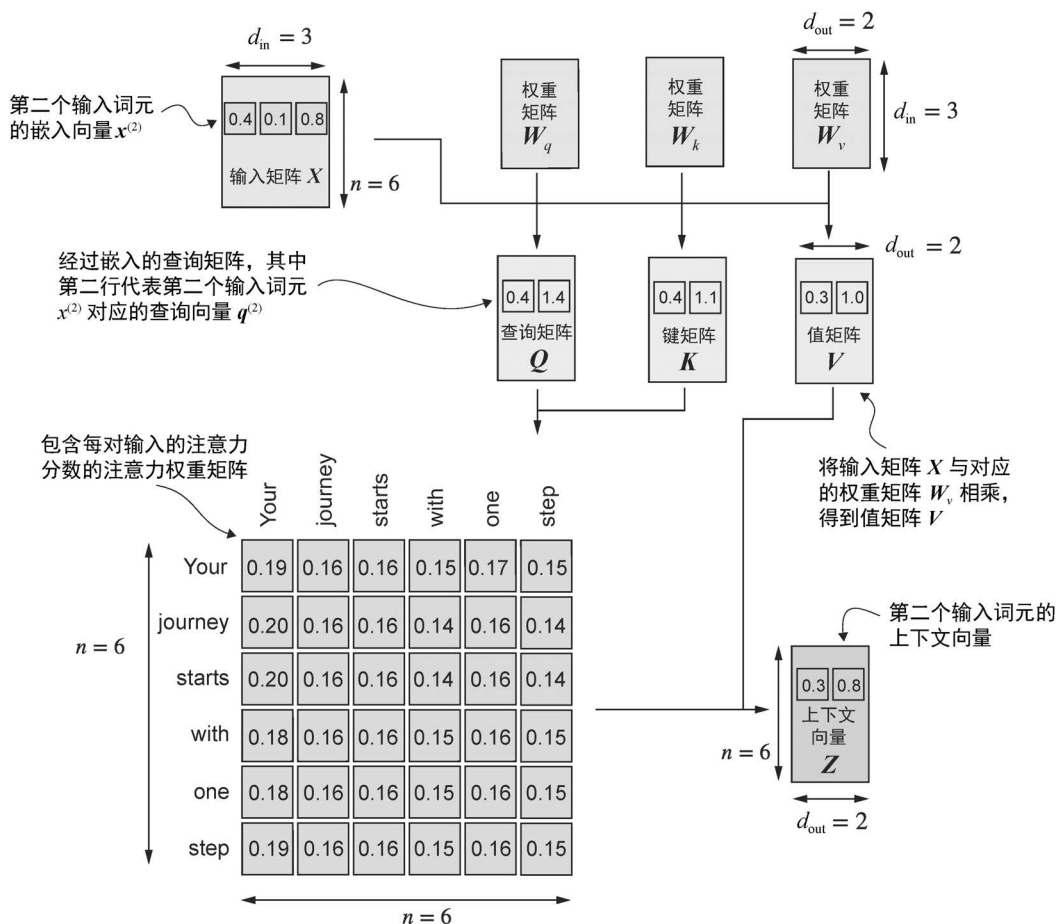 d_in = 3
d_out = 2
第二个输入词元
的嵌入向量 x^(2)
0.4 0.1 0.8
输入矩阵 X
n = 6
权重
矩阵
W_q
权重
矩阵
W_k
权重
矩阵
W_v
d_in = 3
经过嵌入的查询矩阵，其中
第二行代表第二个输入词元
x^(2) 对应的查询向量 q^(2)
0.4 1.4
查询矩阵
Q
0.4 1.1
键矩阵
K
d_out = 2
0.3 1.0
值矩阵
V
将输入矩阵 X 与对应
的权重矩阵 W_v 相乘，
得到值矩阵 V
包含每对输入的注意力
分数的注意力权重矩阵
Your journey starts with one step
Your 0.19 0.16 0.16 0.15 0.17 0.15
journey 0.20 0.16 0.16 0.14 0.16 0.14
starts 0.20 0.16 0.16 0.14 0.16 0.14
with 0.18 0.16 0.16 0.15 0.16 0.15
one 0.18 0.16 0.16 0.15 0.16 0.15
step 0.19 0.16 0.16 0.15 0.16 0.15
n = 6
n = 6
第二个输入词元的
上下文向量
0.3 0.8
上下文
向量
Z
n = 6
d_out = 2